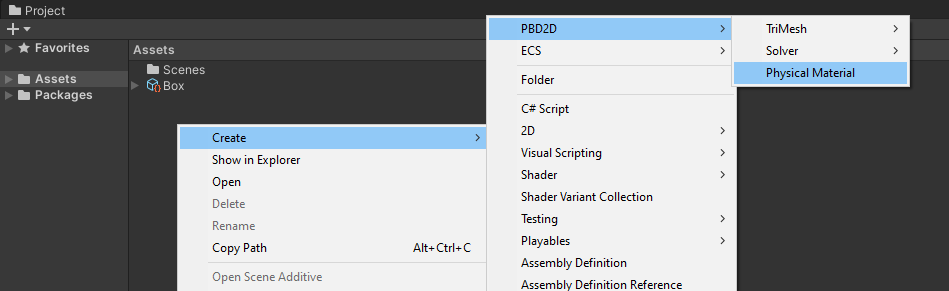 Project
Favorites
Assets
Packages
Assets
Scenes
Box
Create
Show in Explorer
Open
Delete
Rename
Copy Path Alt+Ctrl+C
Open Scene Additive
PBD2D
ECS
Folder
C# Script
2D
Visual Scripting
Shader
Shader Variant Collection
Testing
Playables
Assembly Definition
Assembly Definition Reference
TriMesh
Solver
Physical Material